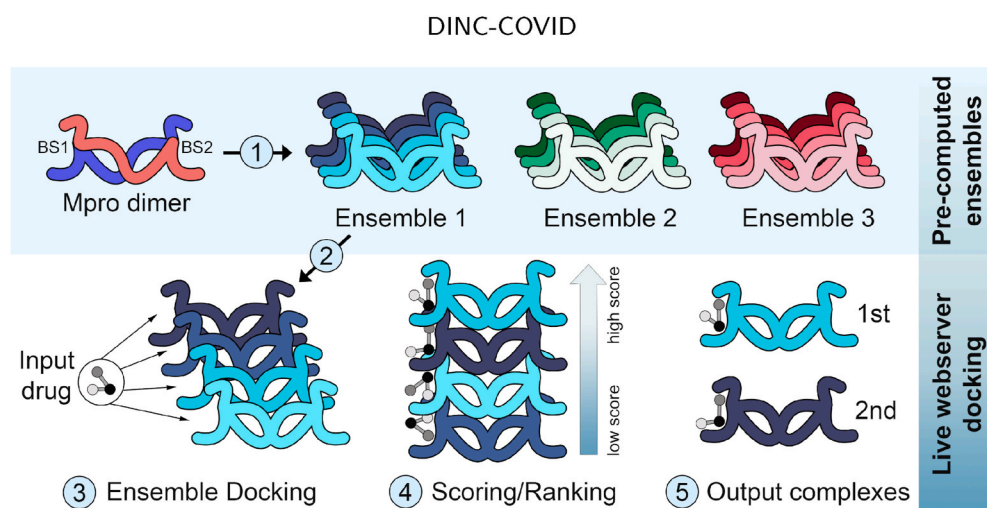 DINC-COVID
BS1
BS2
1
Mpro dimer
Ensemble 1
Ensemble 2
Ensemble 3
Pre-computed
ensembles
2
Input
drug
low score
high score
1st
2nd
Live webserver
docking
3 Ensemble Docking
4 Scoring/Ranking
5 Output complexes